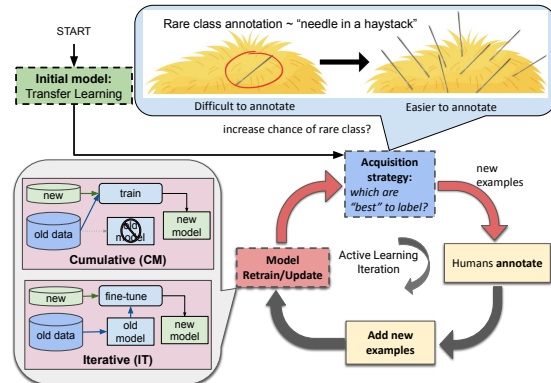 START
Initial model:
Transfer Learning
Rare class annotation ~ “needle in a haystack”
Difficult to annotate
Easier to annotate
increase chance of rare class?
Acquisition
strategy:
which are
“best” to label?
new
examples
Humans annotate
Active Learning
Iteration
Add new
examples
Model
Retrain/Update
new
train
old data
old
model
new
model
Cumulative (CM)
new
fine-tune
old data
old
model
new
model
Iterative (IT)